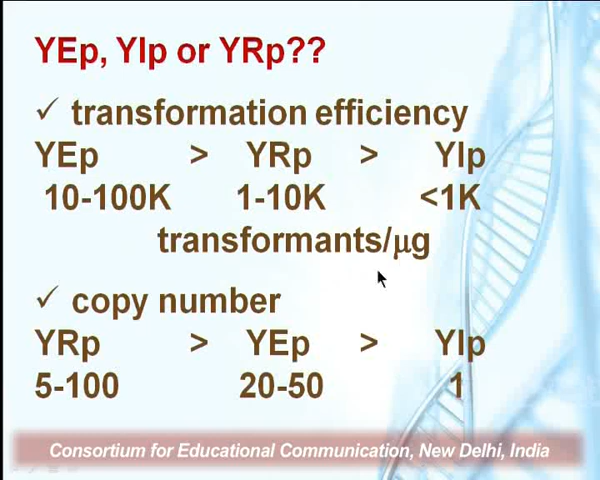 YEp, YIp or YRp??
✓ transformation efficiency
YEp > YRp > YIp
10-100K 1-10K <1K
transformants/μg
✓ copy number
YRp > YEp > YIp
5-100 20-50 1
Consortium for Educational Communication, New Delhi, India